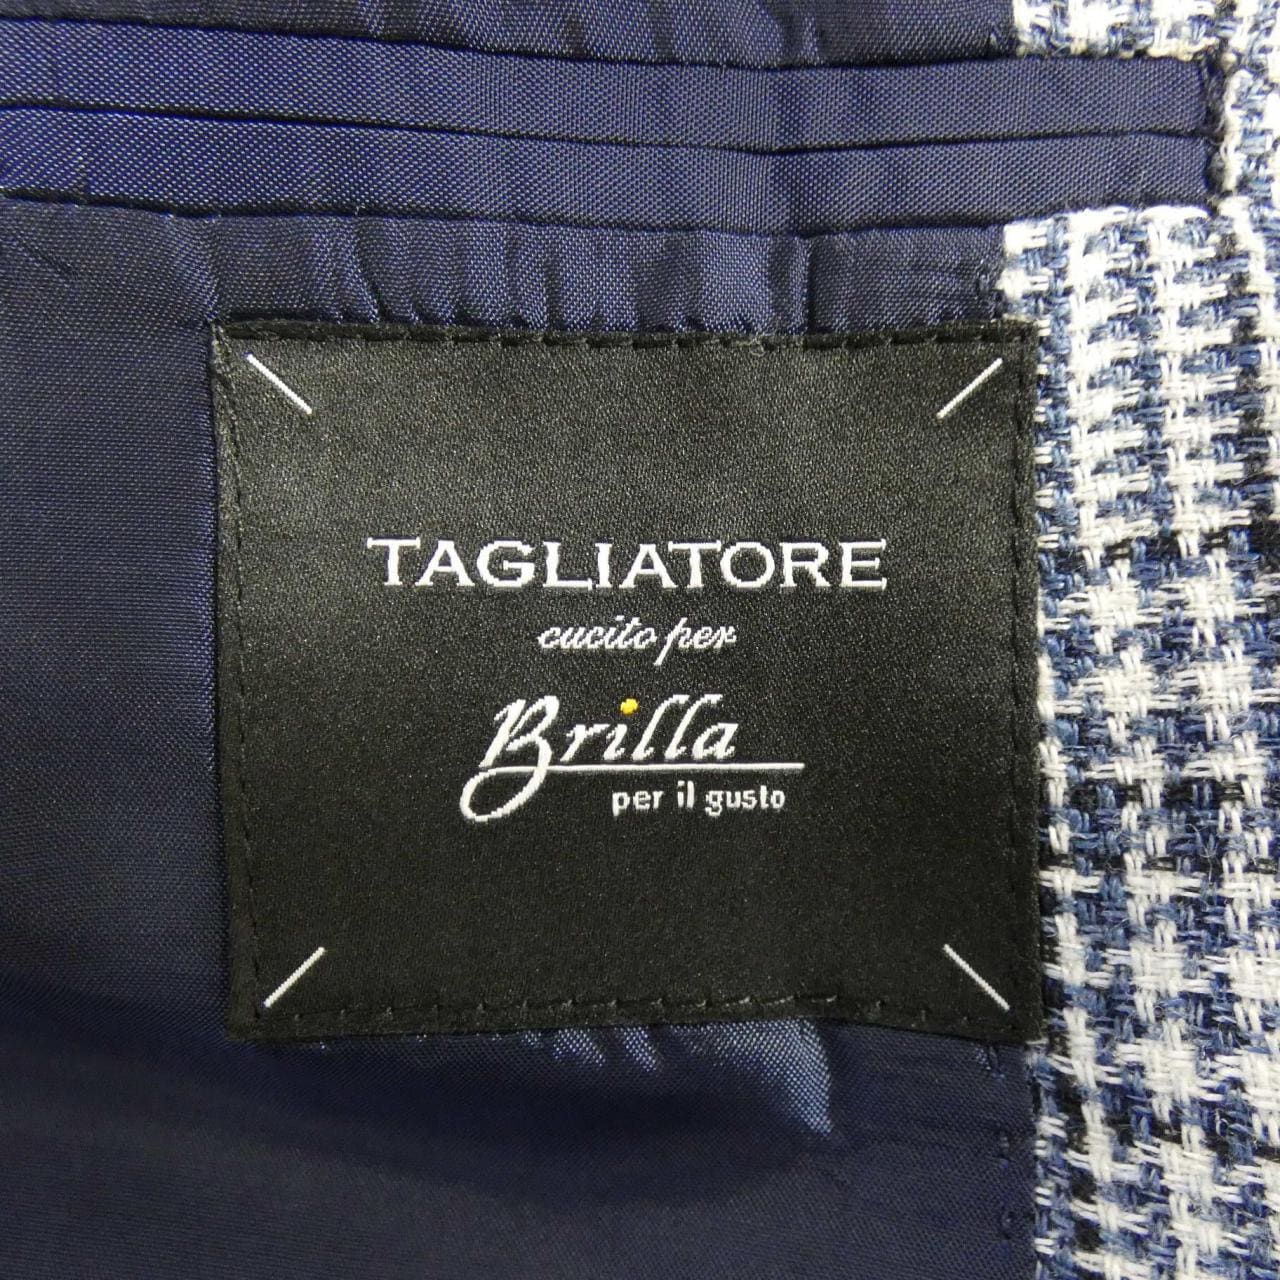 TAGLIATORE
cucito per
Brilla
per il gusto